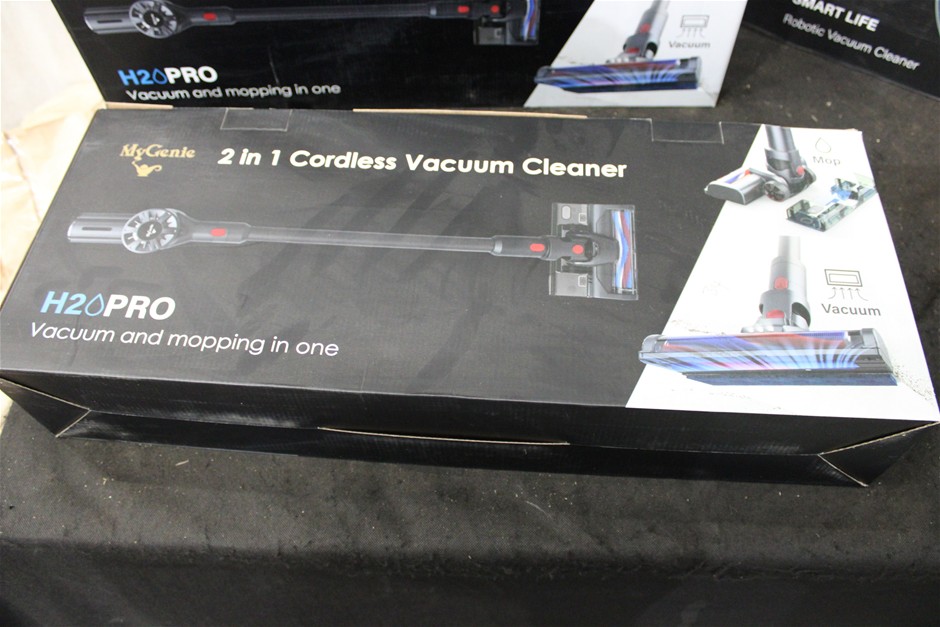 H2OPRO
Vacuum and mopping in one
Vacuum
SMART LIFE
Robotic Vacuum Cleaner
MyGenie
2 in 1 Cordless Vacuum Cleaner
Mop
H2OPRO
Vacuum and mopping in one
Vacuum